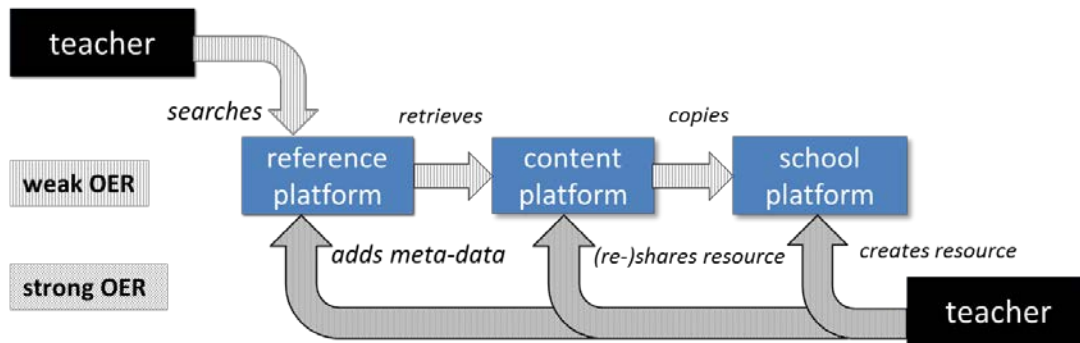 teacher
searches
retrieves
copies
reference
platform
content
platform
school
platform
weak OER
adds meta-data
(re-)shares resource
creates resource
strong OER
teacher